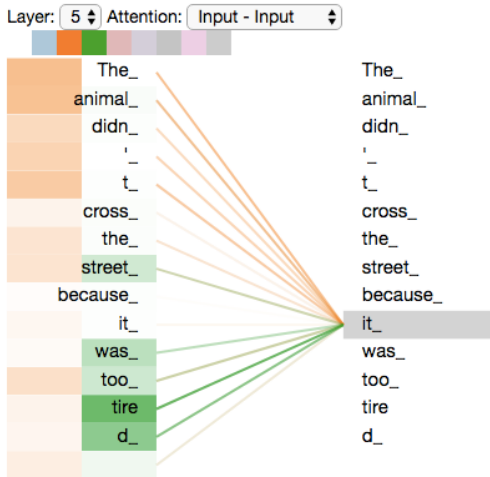 Layer: 5 Attention: Input - Input
The_ The_
animal_ animal_
didn_ didn_
'_ '_
t_ t_
cross_ cross_
the_ the_
street_ street_
because_ because_
it_ it_
was_ was_
too_ too_
tire tire
d_ d_